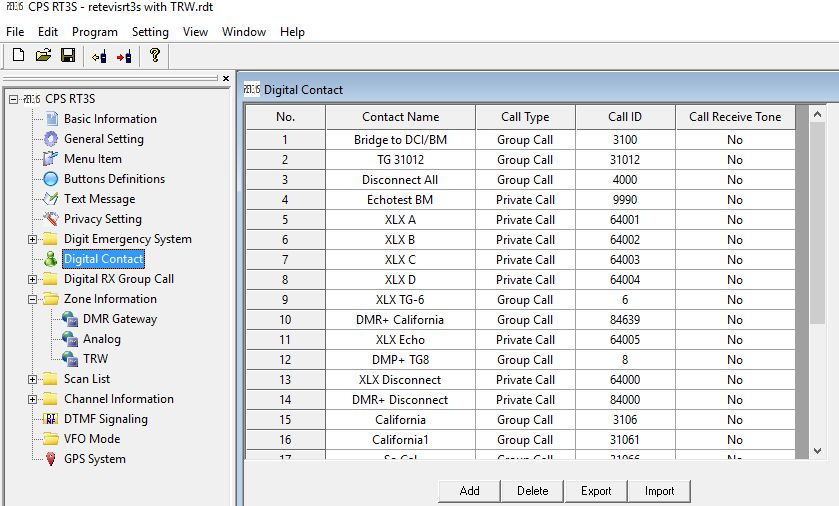 CPS RT3S - retevisrt3s with TRW.rdt
File Edit Program Setting View Window Help
CPS RT3S
Basic Information
General Setting
Menu Item
Buttons Definitions
Text Message
Privacy Setting
Digit Emergency System
Digital Contact
Digital RX Group Call
Zone Information
DMR Gateway
Analog
TRW
Scan List
Channel Information
DTMF Signaling
VFO Mode
GPS System
Digital Contact
No. Contact Name Call Type Call ID Call Receive Tone
1 Bridge to DCI/BM Group Call 3100 No
2 TG 31012 Group Call 31012 No
3 Disconnect All Group Call 4000 No
4 Echotest BM Private Call 9990 No
5 XLX A Private Call 64001 No
6 XLX B Private Call 64002 No
7 XLX C Private Call 64003 No
8 XLX D Private Call 64004 No
9 XLX TG-6 Group Call 6 No
10 DMR+ California Group Call 84639 No
11 XLX Echo Private Call 64005 No
12 DMP+ TG8 Group Call 8 No
13 XLX Disconnect Private Call 64000 No
14 DMR+ Disconnect Private Call 84000 No
15 California Group Call 3106 No
16 California1 Group Call 31061 No
17 So Cal Group Call 31066 No
Add Delete Export Import